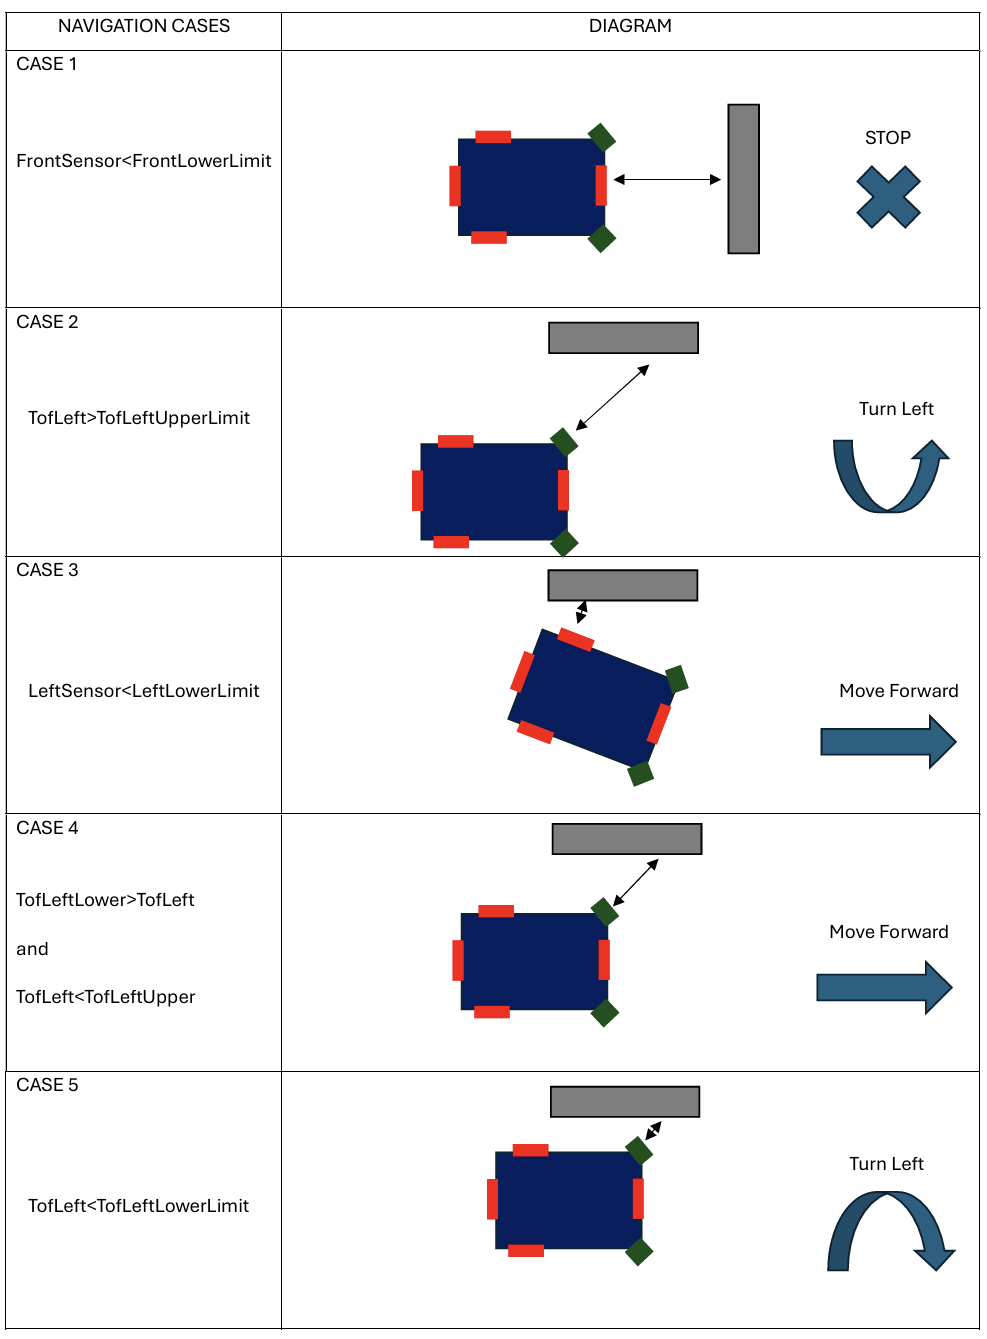 NAVIGATION CASES
DIAGRAM
CASE 1
FrontSensor<FrontLowerLimit
STOP
CASE 2
TofLeft>TofLeftUpperLimit
Turn Left
CASE 3
LeftSensor<LeftLowerLimit
Move Forward
CASE 4
TofLeftLower>TofLeft
and
TofLeft<TofLeftUpper
Move Forward
CASE 5
TofLeft<TofLeftLowerLimit
Turn Left